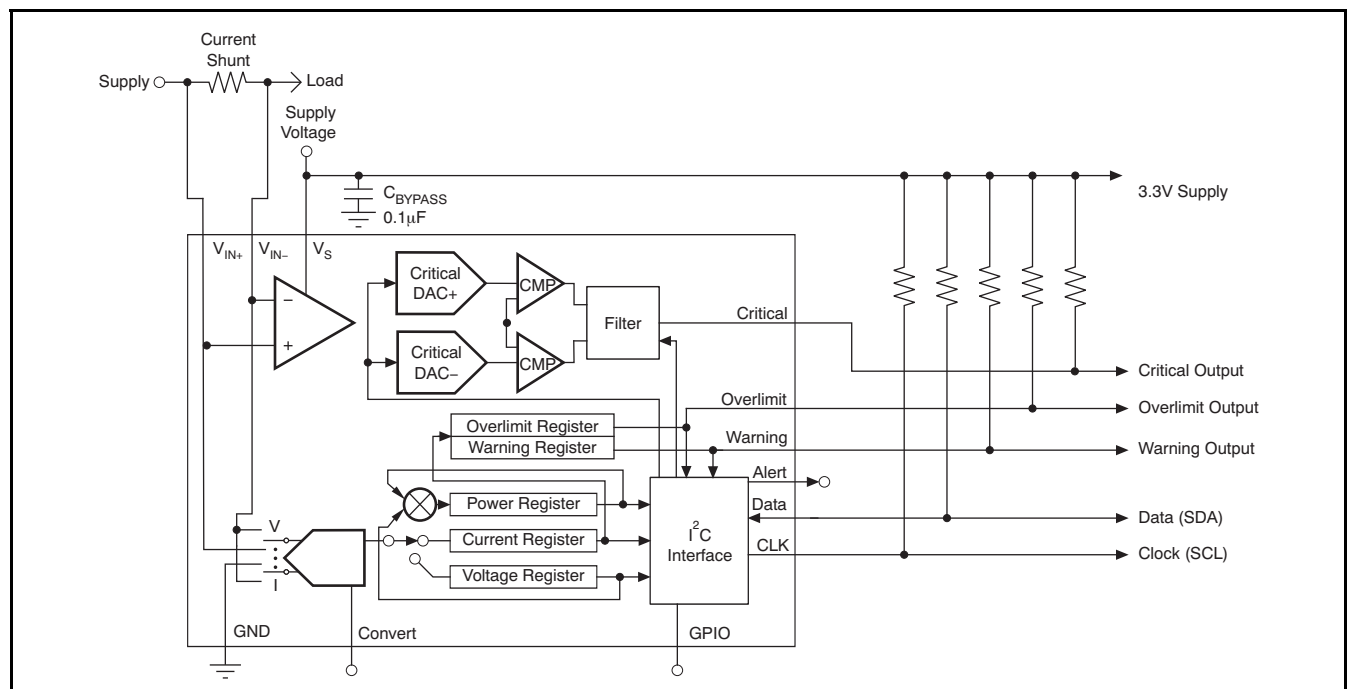 Current
Shunt
Supply
Load
Supply
Voltage
C_BYPASS
0.1μF
3.3V Supply
V_IN+
V_IN−
V_S
Critical
DAC+
CMP
Critical
DAC−
CMP
Filter
Critical
−
+
Critical Output
Overlimit
Overlimit Output
Overlimit Register
Warning Register
Warning
Warning Output
Alert
Power Register
Data
Data (SDA)
I²C
Interface
Current Register
CLK
Clock (SCL)
Voltage Register
V
I
GND
Convert
GPIO